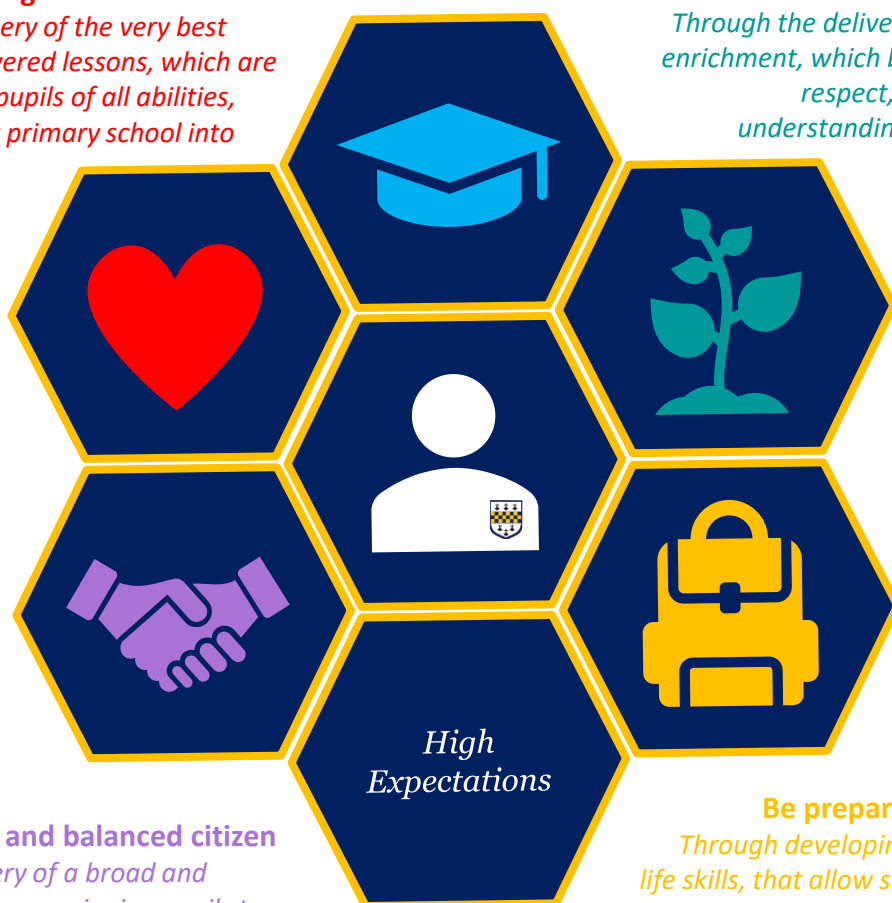 ery of the very best
vered lessons, which are
pupils of all abilities,
primary school into
Through the delive
enrichment, which b
respect,
understandin
High
Expectations
and balanced citizen
ery of a broad and
Be prepar
Through developin
life skills, that allow s